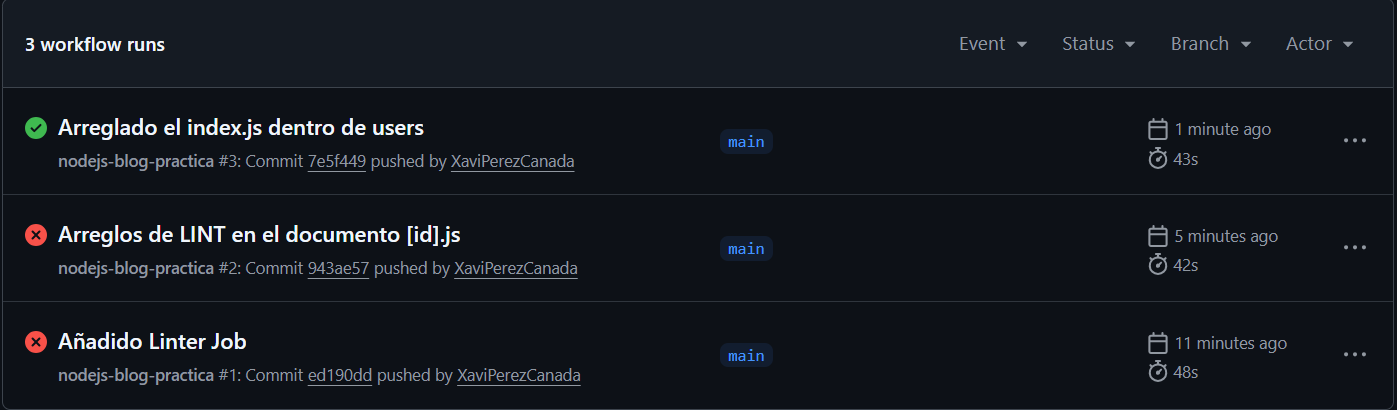 3 workflow runs Event Status Branch Actor
Arreglado el index.js dentro de users
nodejs-blog-practica #3: Commit 7e5f449 pushed by XaviPerezCanada
main
1 minute ago
43s
Arreglos de LINT en el documento [id].js
nodejs-blog-practica #2: Commit 943ae57 pushed by XaviPerezCanada
main
5 minutes ago
42s
Añadido Linter Job
nodejs-blog-practica #1: Commit ed190dd pushed by XaviPerezCanada
main
11 minutes ago
48s